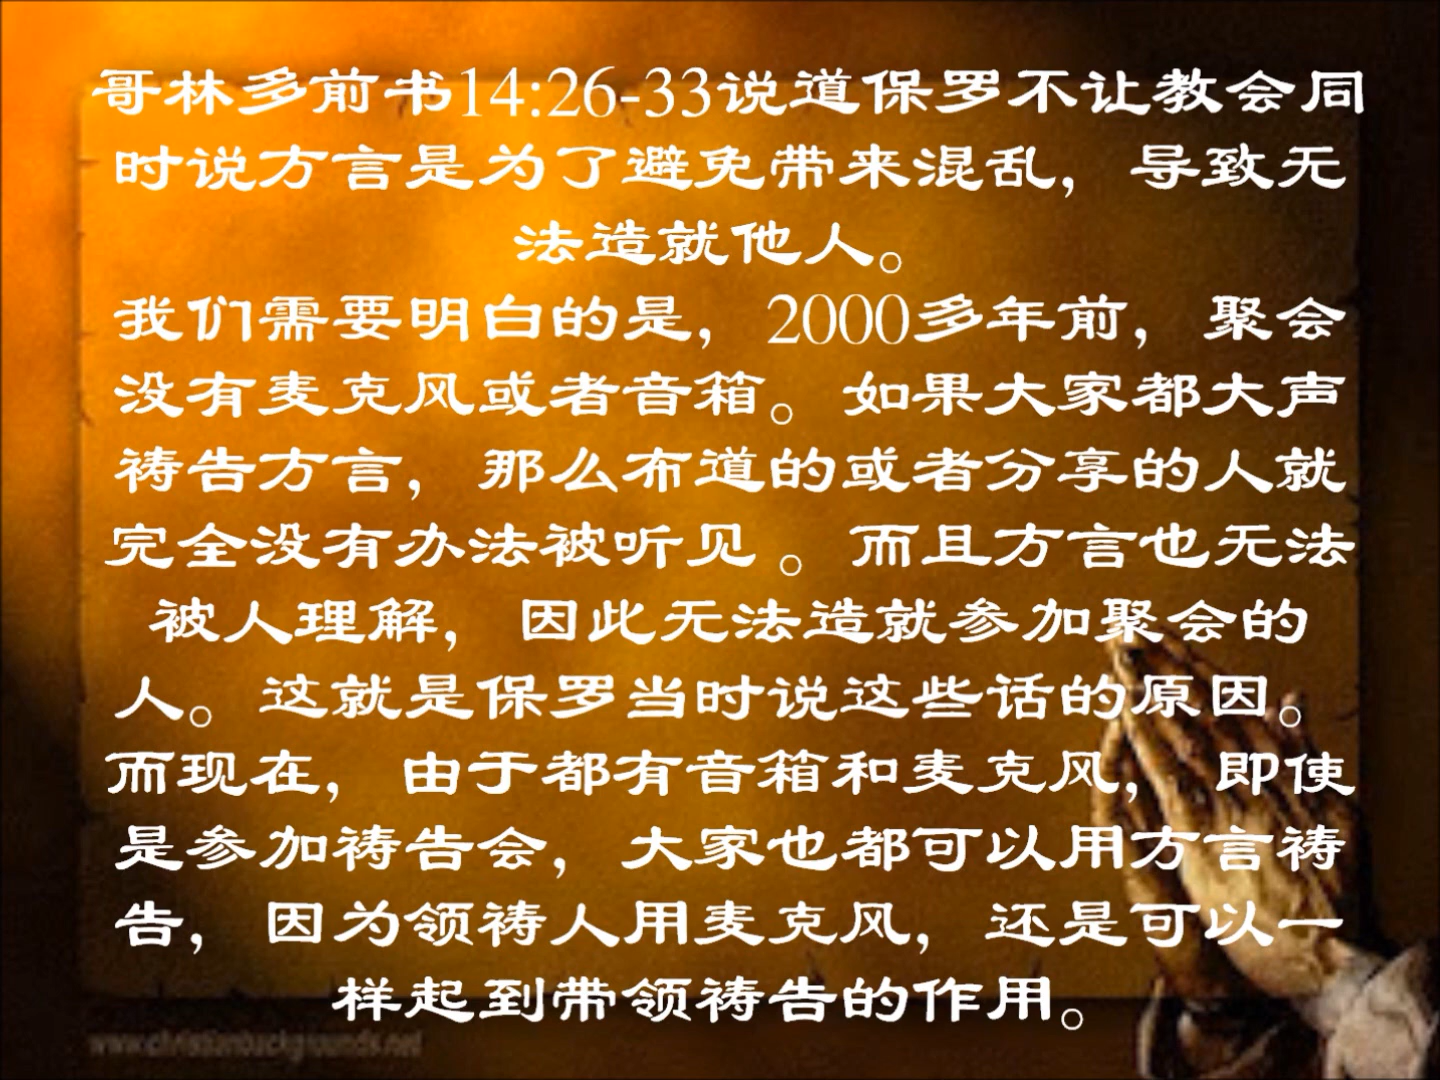 哥林多前书14:26-33说道保罗不让教会同
时说方言是为了避免带来混乱，导致无
法造就他人。
我们需要明白的是，2000多年前，聚会
没有麦克风或者音箱。如果大家都大声
祷告方言，那么布道的或者分享的人就
完全没有办法被听见 。而且方言也无法
被人理解，因此无法造就参加聚会的
人。这就是保罗当时说这些话的原因。
而现在，由于都有音箱和麦克风，即使
是参加祷告会，大家也都可以用方言祷
告，因为领祷人用麦克风，还是可以一
样起到带领祷告的作用。
www.christianbackgrounds.net